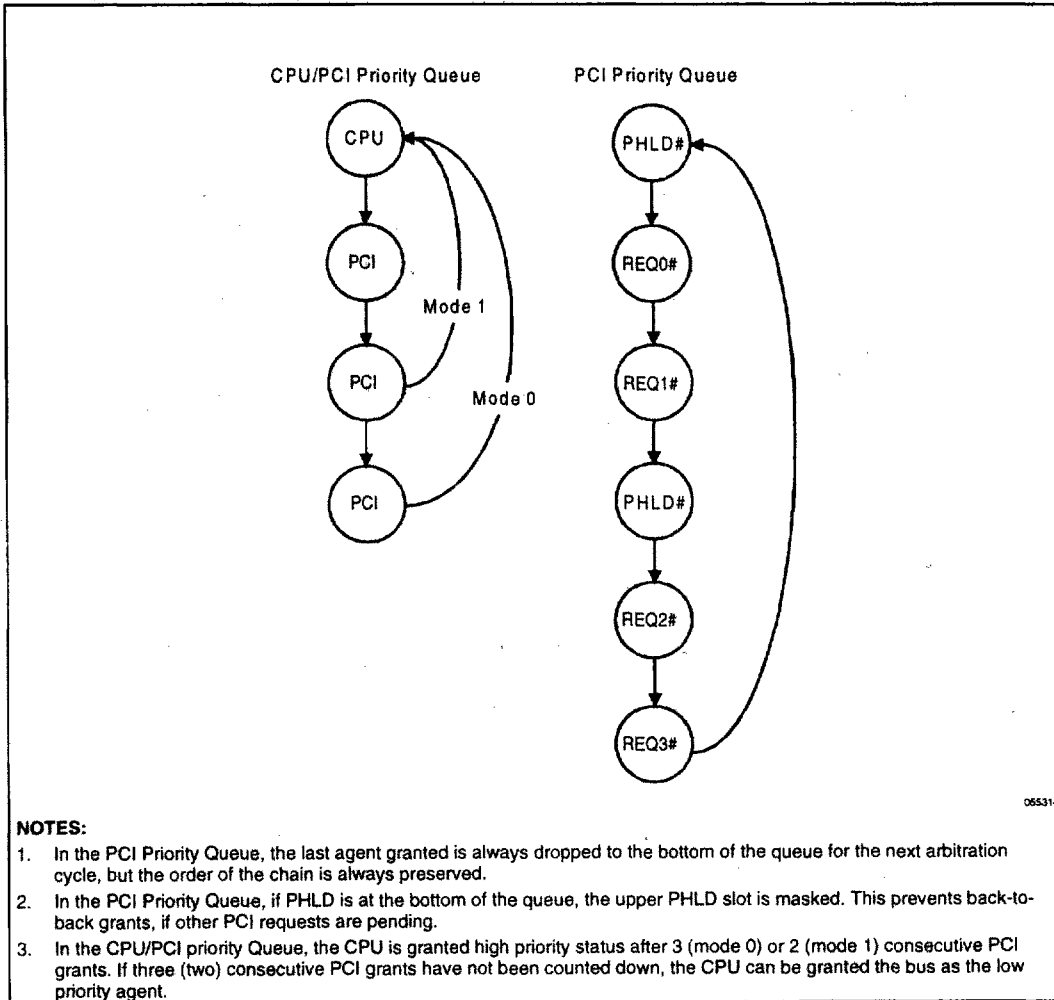 CPU/PCI Priority Queue
CPU
PCI
PCI
PCI
Mode 1
Mode 0
PCI Priority Queue
PHLD#
REQ0#
REQ1#
PHLD#
REQ2#
REQ3#
05531
NOTES:
1. In the PCI Priority Queue, the last agent granted is always dropped to the bottom of the queue for the next arbitration
cycle, but the order of the chain is always preserved.
2. In the PCI Priority Queue, if PHLD is at the bottom of the queue, the upper PHLD slot is masked. This prevents back-to-
back grants, if other PCI requests are pending.
3. In the CPU/PCI priority Queue, the CPU is granted high priority status after 3 (mode 0) or 2 (mode 1) consecutive PCI
grants. If three (two) consecutive PCI grants have not been counted down, the CPU can be granted the bus as the low
priority agent.